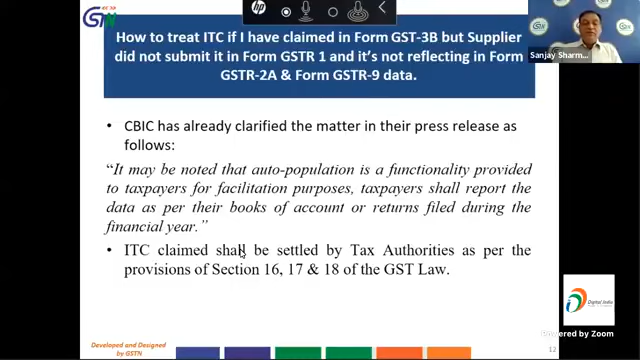 hp
How to treat ITC if I have claimed in Form GST-3B but Supplier
did not submit it in Form GSTR 1 and it's not reflecting in Form
GSTR-2A & Form GSTR-9 data.
Sanjay Sharm...
• CBIC has already clarified the matter in their press release as
follows:
“It may be noted that auto-population is a functionality provided
to taxpayers for facilitation purposes, taxpayers shall report the
data as per their books of account or returns filed during the
financial year.”
• ITC claimed shall be settled by Tax Authorities as per the
provisions of Section 16, 17 & 18 of the GST Law.
Digital India
Powered by Zoom
Developed and Designed
by GSTN
12